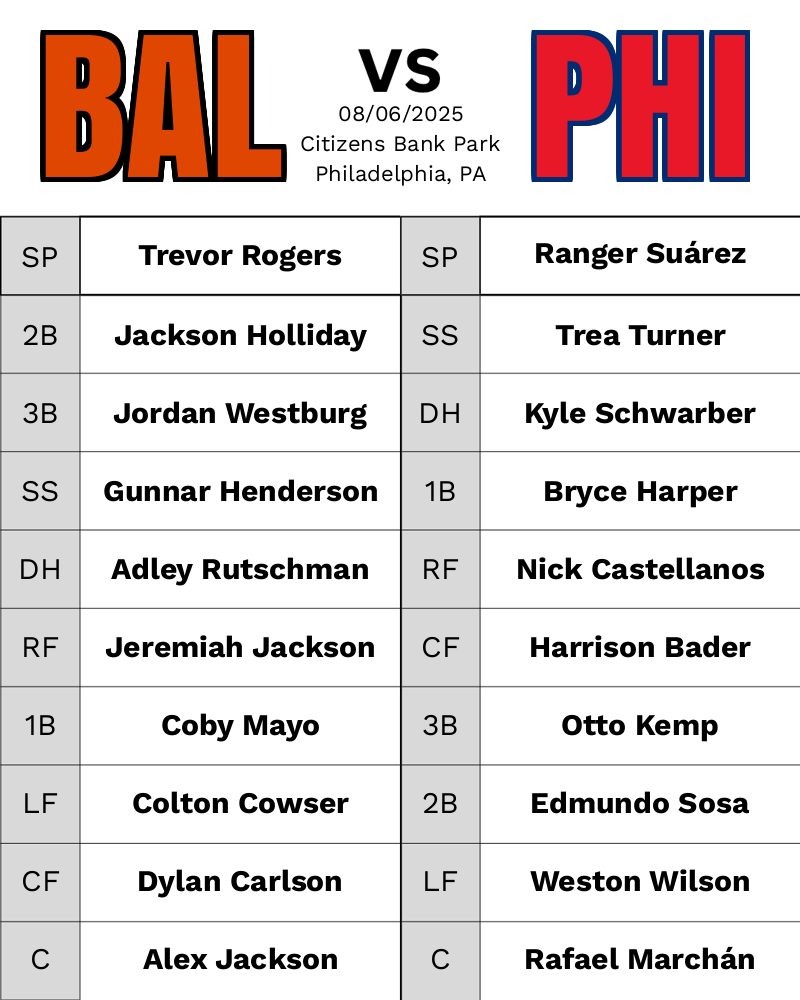 BAL VS PHI
08/06/2025
Citizens Bank Park
Philadelphia, PA
SP Trevor Rogers SP Ranger Suárez
2B Jackson Holliday SS Trea Turner
3B Jordan Westburg DH Kyle Schwarber
SS Gunnar Henderson 1B Bryce Harper
DH Adley Rutschman RF Nick Castellanos
RF Jeremiah Jackson CF Harrison Bader
1B Coby Mayo 3B Otto Kemp
LF Colton Cowser 2B Edmundo Sosa
CF Dylan Carlson LF Weston Wilson
C Alex Jackson C Rafael Marchán